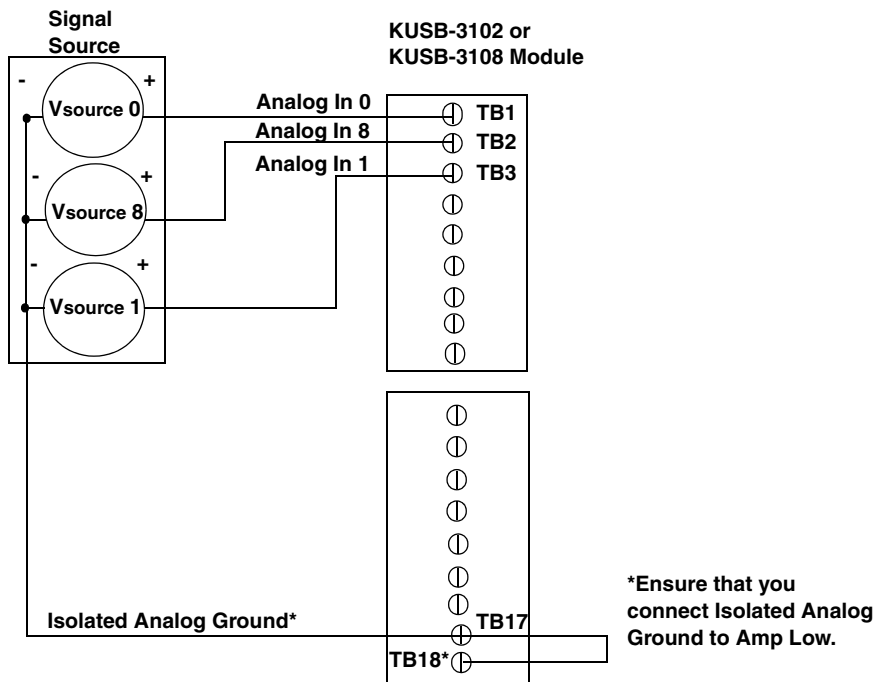 Signal
Source
KUSB-3102 or
KUSB-3108 Module
- +
Vsource 0
Analog In 0
TB1
Analog In 8
TB2
Analog In 1
TB3
- +
Vsource 8
- +
Vsource 1
*Ensure that you
connect Isolated Analog
Ground to Amp Low.
Isolated Analog Ground*
TB17
TB18*